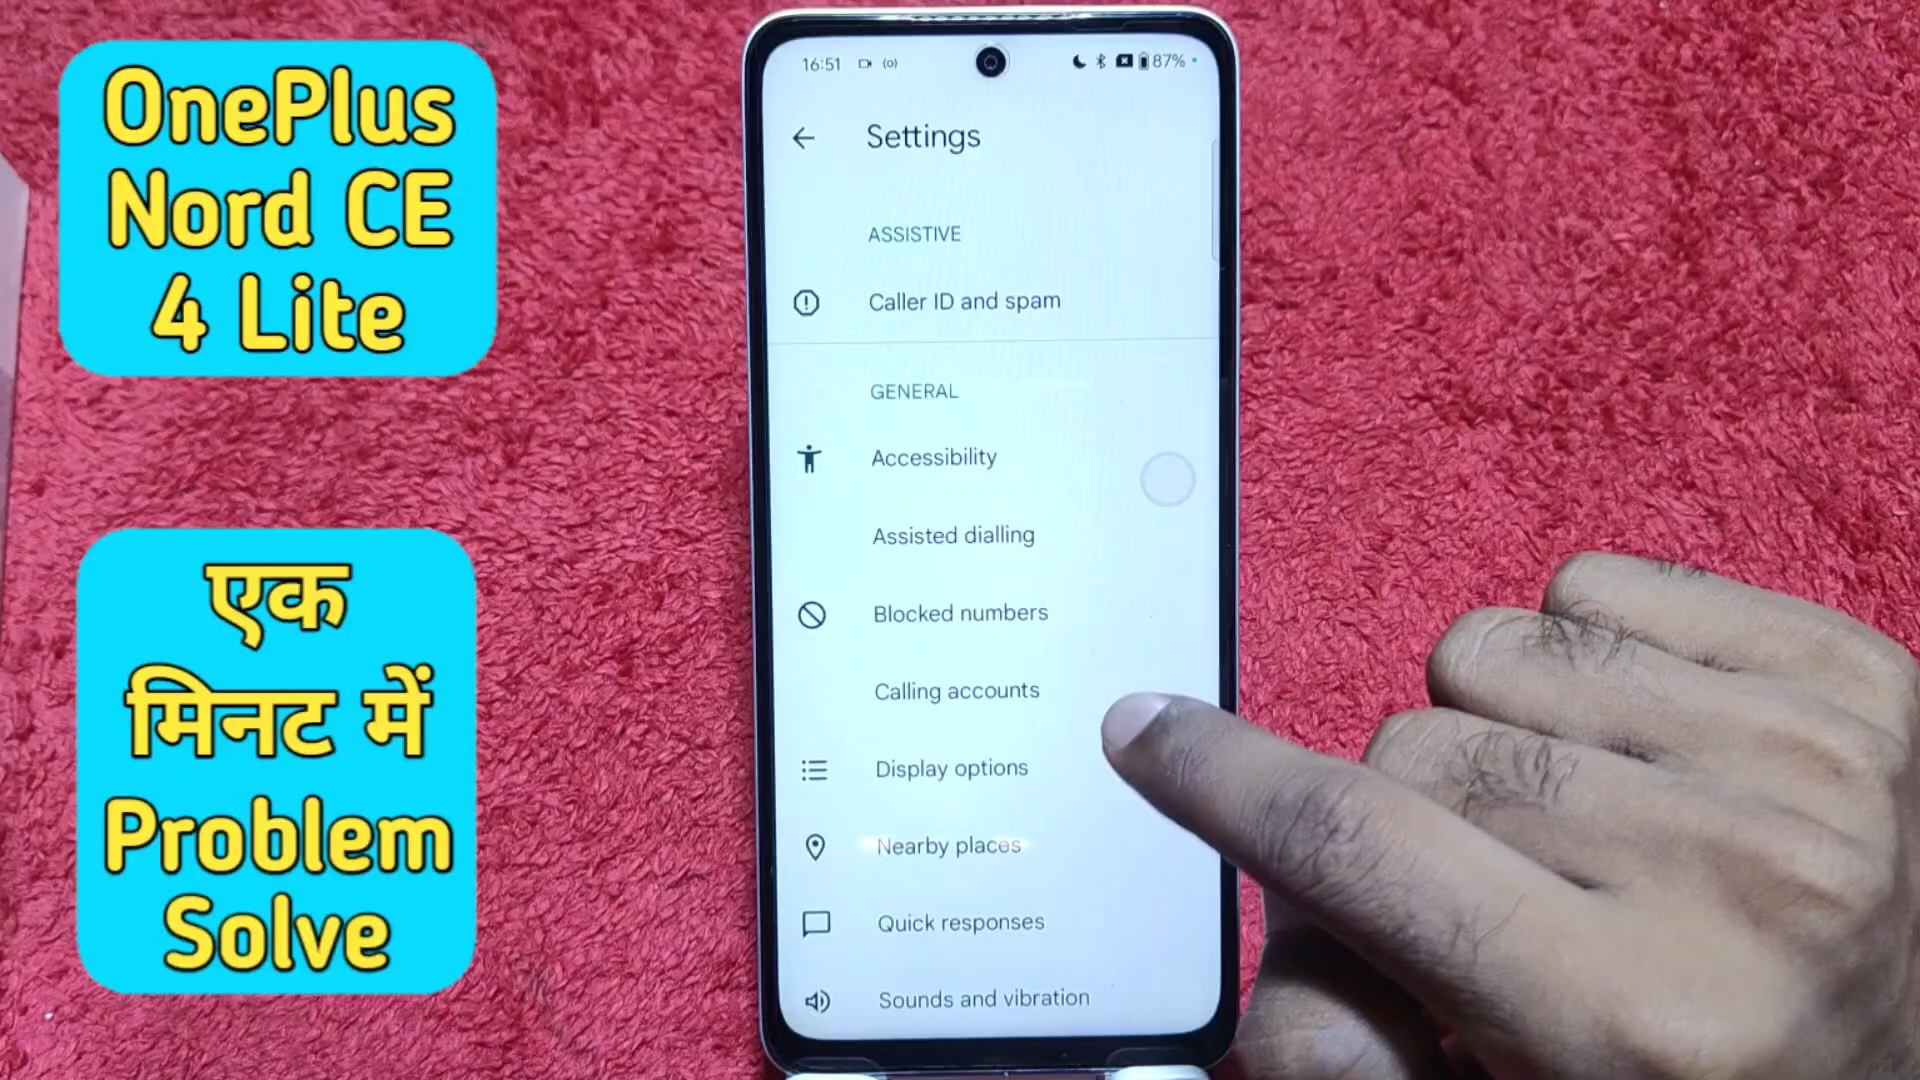 OnePlus
Nord CE
4 Lite
एक
मिनट में
Problem
Solve
16:51
87%
Settings
ASSISTIVE
Caller ID and spam
GENERAL
Accessibility
Assisted dialling
Blocked numbers
Calling accounts
Display options
Nearby places
Quick responses
Sounds and vibration